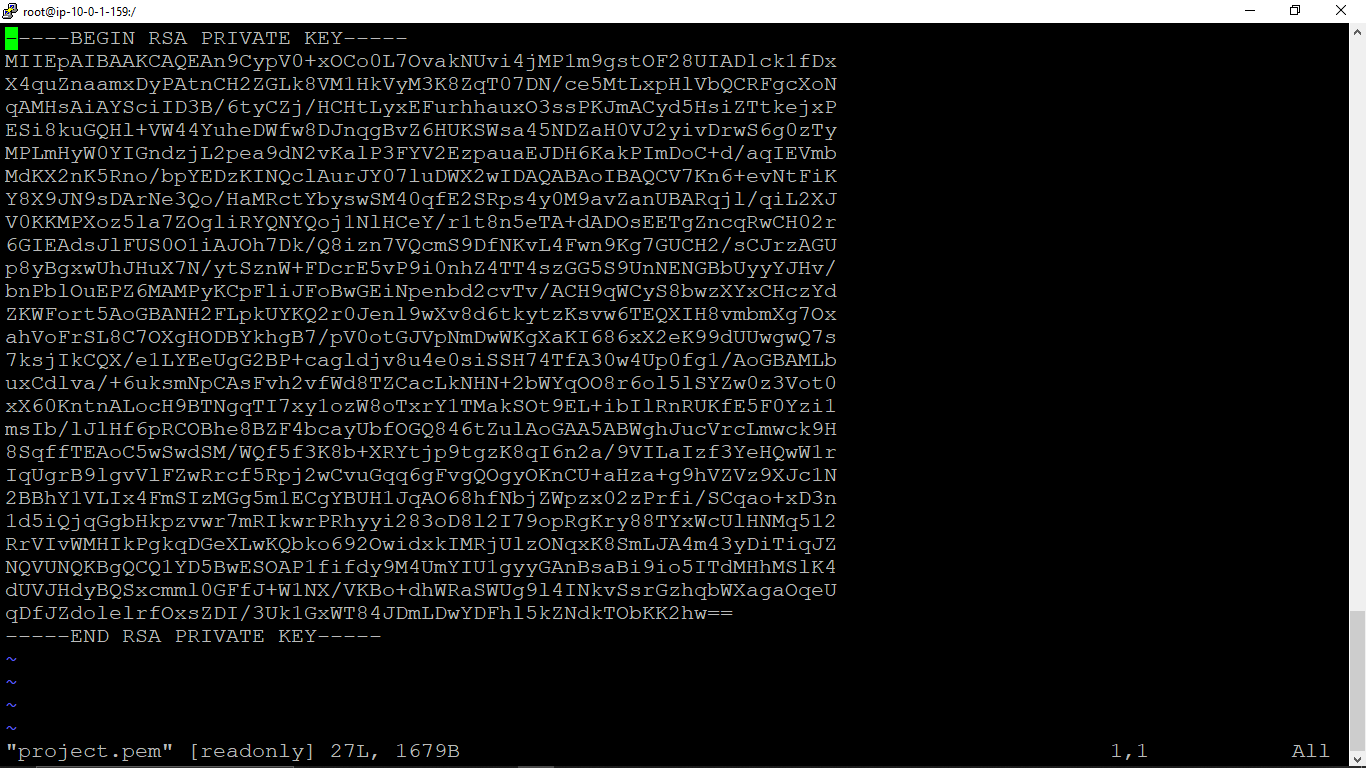 root@ip-10-0-1-159:/
-----BEGIN RSA PRIVATE KEY-----
MIIEpAIBAAKCAQEAn9CypV0+xOCo0L7OvakNUvi4jMP1m9gstOF28UIADlck1fDx
X4quZnaamxDyPAtnCH2ZGLk8VM1HkVyM3K8ZqT07DN/ce5MtLxpHlVbQCRFgcXoN
qAMHsAiAYSciID3B/6tyCZj/HCHtLyxEFurhhauxO3ssPKJmACyd5HsiZTtkejxP
ESi8kuGQHl+VW44YuheDWfw8DJnqgBvZ6HUKSWsa45NDZaH0VJ2yivDrwS6g0zTy
MPLmHyW0YIGndzjL2pea9dN2vKalP3FYV2EzpauaEJDH6KakPImDoC+d/aqIEVmb
MdKX2nK5Rno/bpYEDzKINQclAurJY07luDWX2wIDAQABAoIBAQCV7Kn6+evNtFiK
Y8X9JN9sDArNe3Qo/HaMRctYbyswSM40qfE2SRps4y0M9avZanUBARqjl/qiL2XJ
V0KKMPXoz5la7ZOgliRYQNYQoj1NlHCeY/r1t8n5eTA+dADOsEETgZncqRwCH02r
6GIEAdsJlFUS0O1iAJOh7Dk/Q8izn7VQcmS9DfNKvL4Fwn9Kg7GUCH2/sCJrzAGU
p8yBgxwUhJHuX7N/ytSznW+FDcrE5vP9i0nhZ4TT4szGG5S9UnNENGBbUyyYJHv/
bnPblOuEPZ6MAMPyKCpFliJFoBwGEiNpenbd2cvTv/ACH9qWCyS8bwzXYxCHczYd
ZKWFort5AoGBANH2FLpkUYKQ2r0Jenl9wXv8d6tkytzKsvw6TEQXIH8vmbmXg7Ox
ahVoFrSL8C7OXgHODBYkhgB7/pV0otGJVpNmDwWKgXaKI686xX2eK99dUUwgwQ7s
7ksjIkCQX/e1LYEeUgG2BP+cagldjv8u4e0siSSH74TfA30w4Up0fg1/AoGBAMLb
uxCdlva/+6uksmNpCAsFvh2vfWd8TZCacLkNHN+2bWYqOO8r6ol5lSYZw0z3Vot0
xX60KntnALocH9BTNgqTI7xy1ozW8oTxrY1TMakSOt9EL+ibIlRnRUKfE5F0Yzi1
msIb/lJlHf6pRCOBhe8BZF4bcayUbfOGQ846tZulAoGAA5ABWghJucVrcLmwck9H
8SqffTEAoC5wSwdSM/WQf5f3K8b+XRYtjp9tgzK8qI6n2a/9VILaIzf3YeHQwW1r
IqUgrB9lgvVlFZwRrcf5Rpj2wCvuGqq6gFvgQOgyOKnCU+aHza+g9hVZVz9XJc1N
2BBhY1VLIx4FmSIzMGg5m1ECgYBUH1JqAO68hfNbjZWpzx02zPrfi/SCqao+xD3n
1d5iQjqGgbHkpzvwr7mRIkwrPRhyyi283oD8l2I79opRgKry88TYxWcUlHNMq512
RrVIvWMHIkPgkqDGeXLwKQbko692OwidxkIMRjUlzONqxK8SmLJA4m43yDiTiqJZ
NQVUNQKBgQCQ1YD5BwESOAP1fifdy9M4UmYIU1gyyGAnBsaBi9io5ITdMHhMSlK4
dUVJHdyBQSxcmml0GFfJ+W1NX/VKBo+dhWRaSWUg9l4INkvSsrGzhqbWXagaOqeU
qDfJZdolelrfOxsZDI/3Uk1GxWT84JDmLDwYDFhl5kZNdkTObKK2hw==
-----END RSA PRIVATE KEY-----
~
~
~
~
"project.pem" [readonly] 27L, 1679B 1,1 All